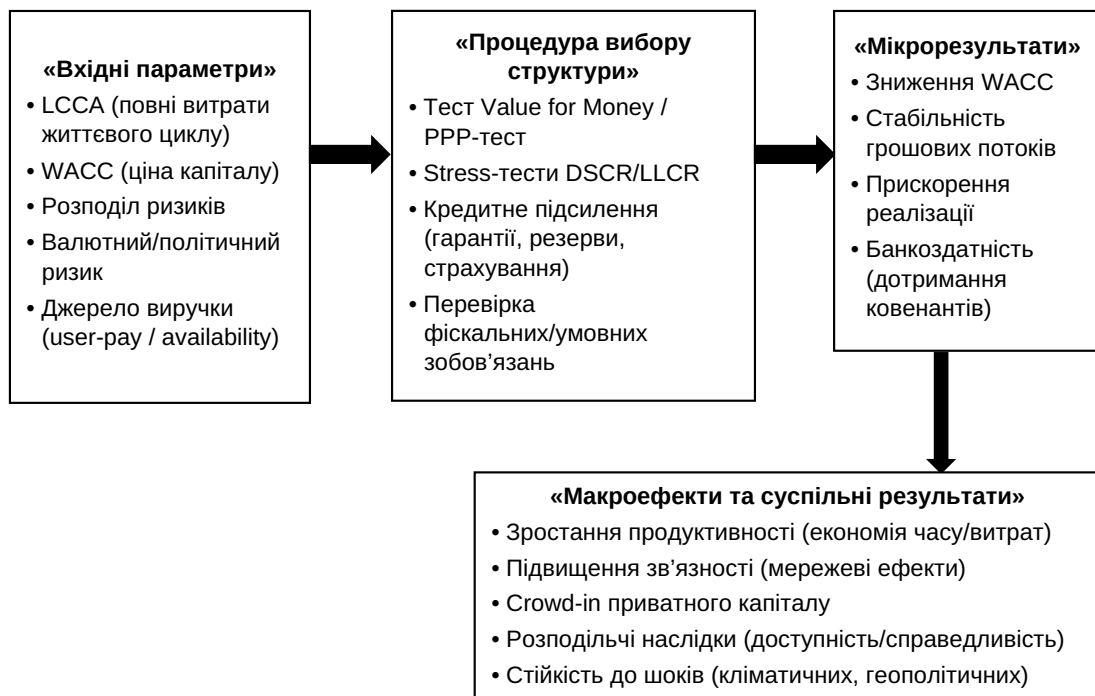 «Вхідні параметри»
• LCCA (повні витрати
життєвого циклу)
• WACC (ціна капіталу)
• Розподіл ризиків
• Валютний/політичний
ризик
• Джерело виручки
(user-pay / availability)
«Процедура вибору
структури»
• Тест Value for Money /
PPP-тест
• Stress-тести DSCR/LLCR
• Кредитне підсилення
(гарантії, резерви,
страхування)
• Перевірка
фіскальних/умовних
зобов’язань
«Мікрорезультати»
• Зниження WACC
• Стабільність
грошових потоків
• Прискорення
реалізації
• Банкоздатність
(дотримання
ковенантів)
«Макроефекти та суспільні результати»
• Зростання продуктивності (економія часу/витрат)
• Підвищення зв’язності (мережеві ефекти)
• Crowd-in приватного капіталу
• Розподільчі наслідки (доступність/справедливість)
• Стійкість до шоків (кліматичних, геополітичних)